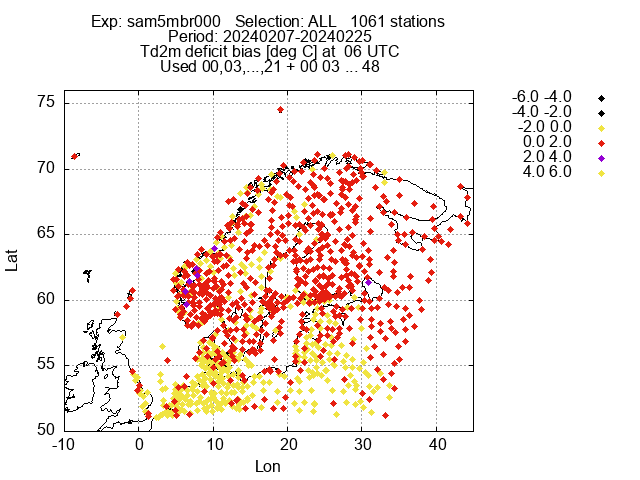 Exp: sam5mbr000   Selection: ALL   1061 stations
Period: 20240207-20240225
Td2m deficit bias [deg C] at  06 UTC
Used 00,03,...,21 + 00 03 ... 48
-6.0 -4.0
-4.0 -2.0
-2.0 0.0
0.0 2.0
2.0 4.0
4.0 6.0
75
70
65
60
55
50
Lat
-10 0 10 20 30 40
Lon